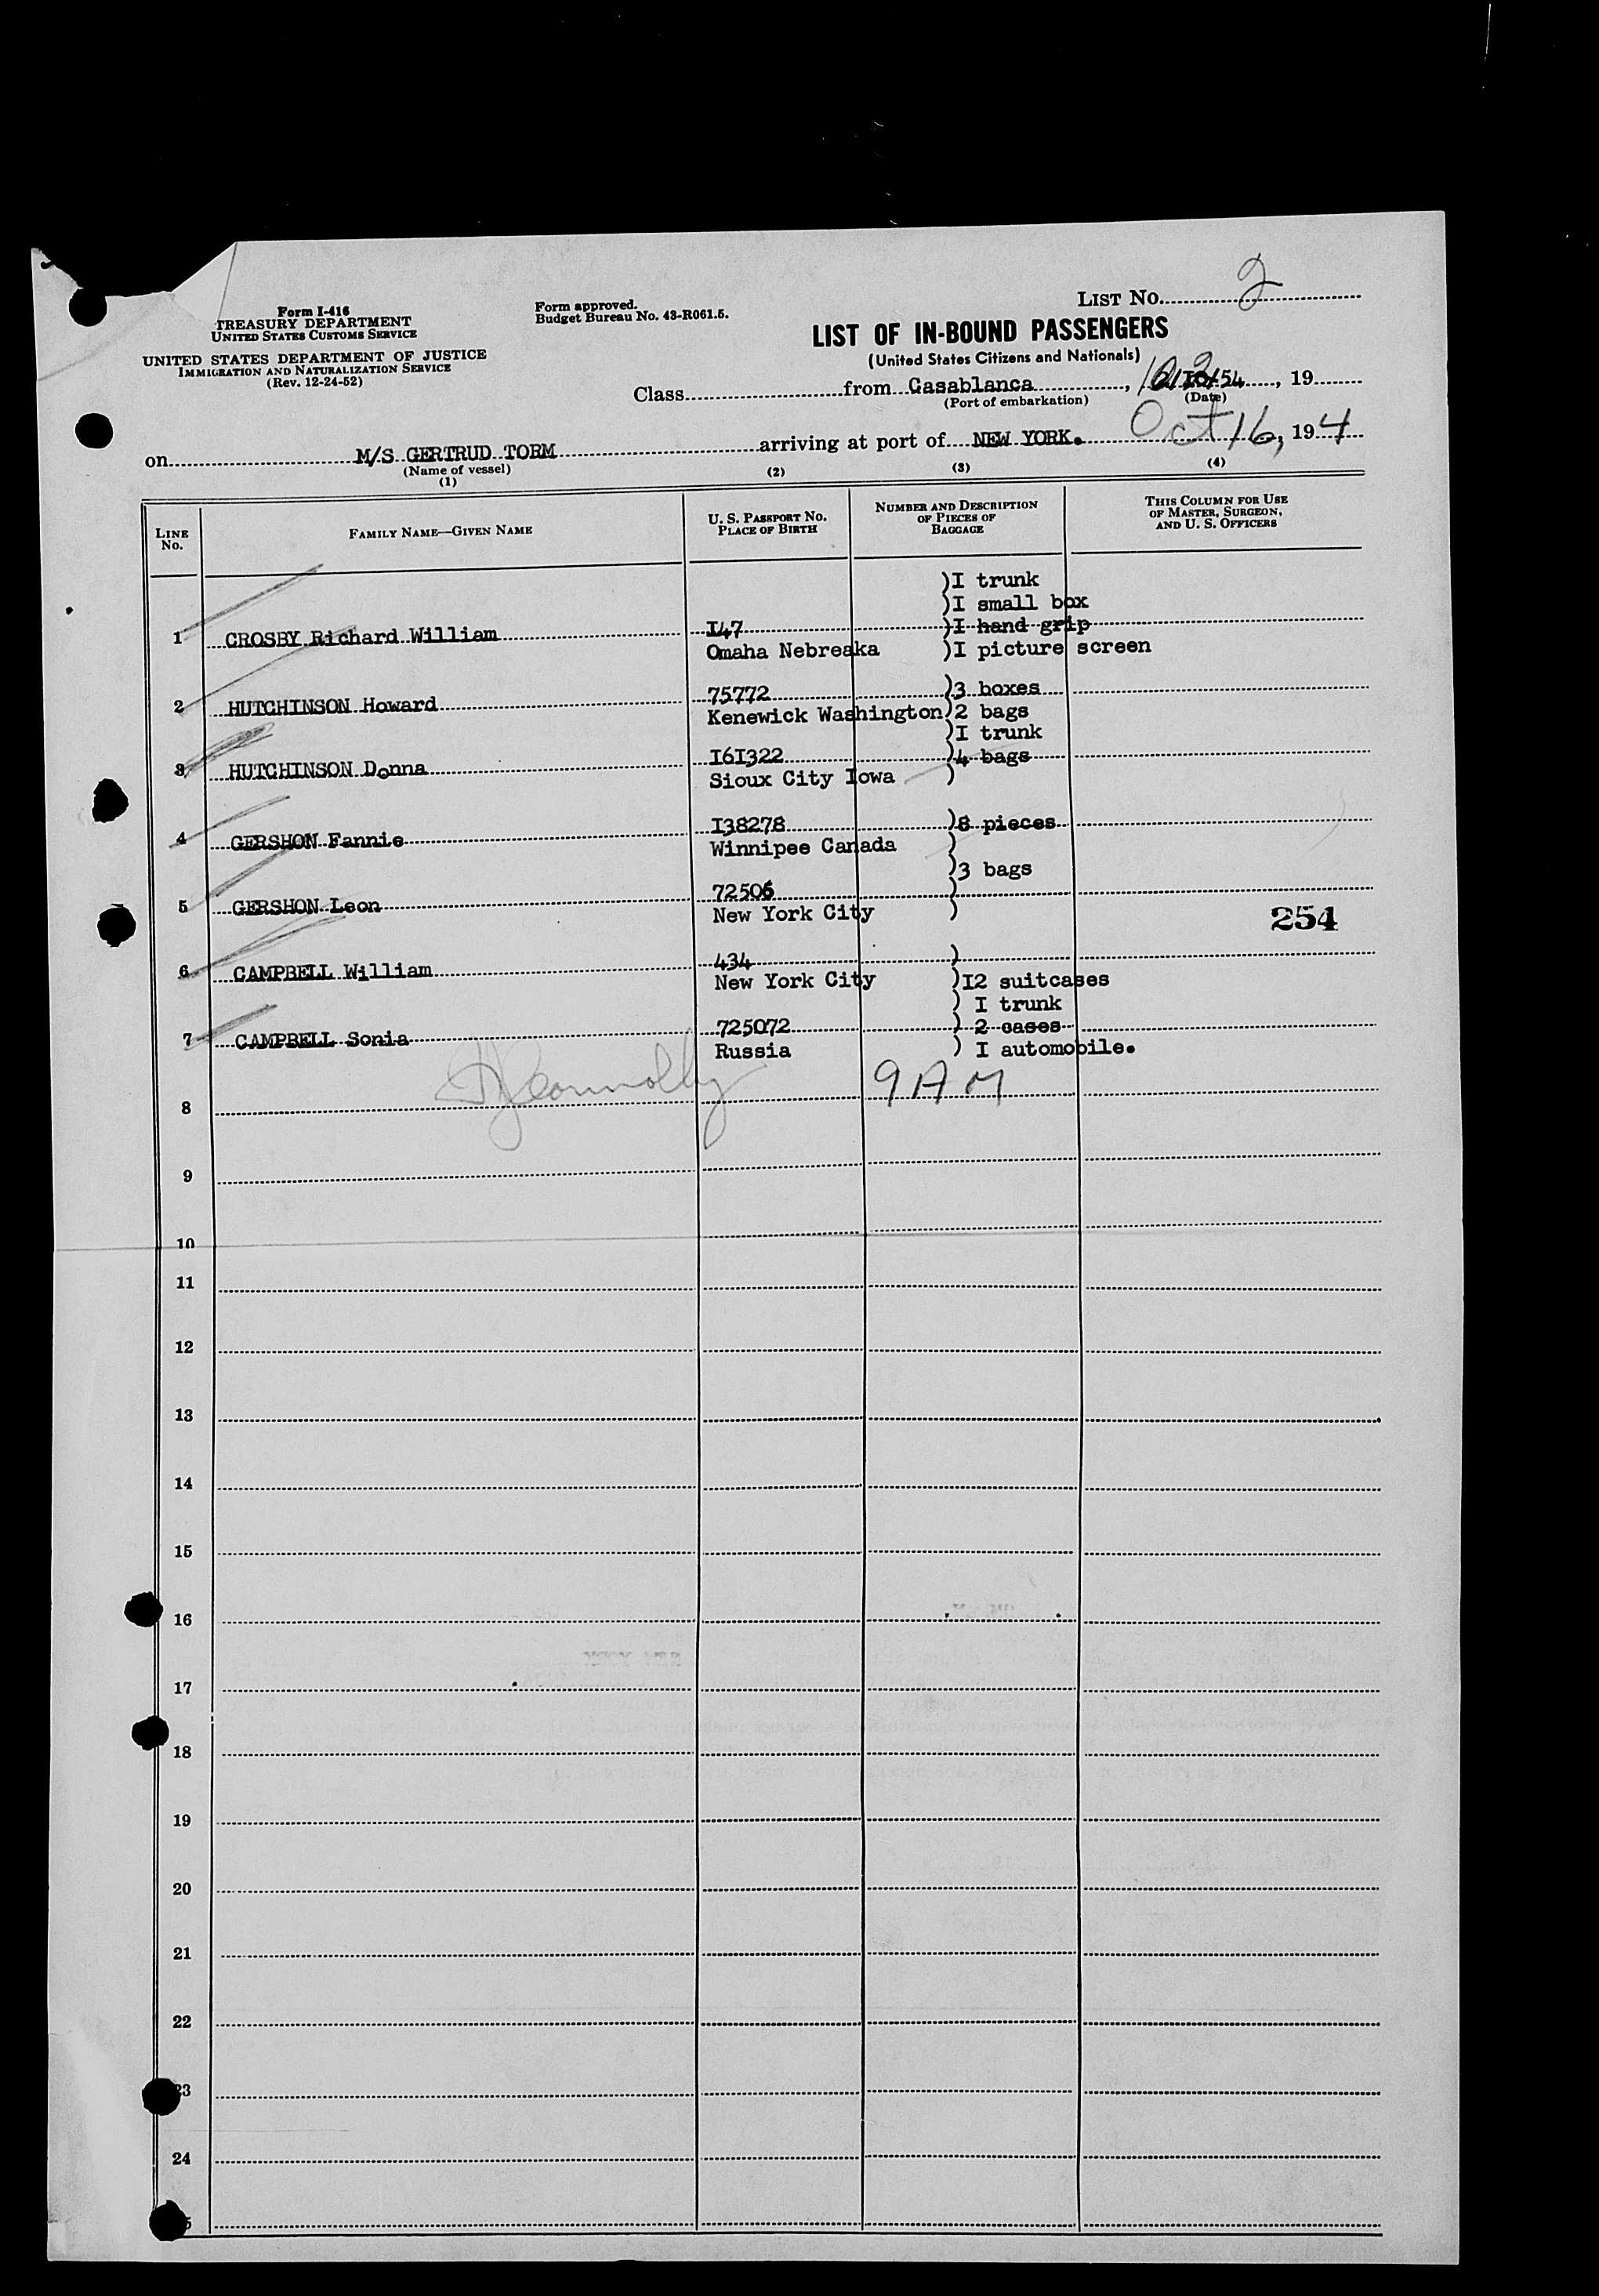 LIST No. 2
Form I-416
TREASURY DEPARTMENT
UNITED STATES CUSTOMS SERVICE
UNITED STATES DEPARTMENT OF JUSTICE
IMMIGRATION AND NATURALIZATION SERVICE
(Rev. 12-24-52)
Form approved.
Budget Bureau No. 43-R061.5.
LIST OF IN-BOUND PASSENGERS
(United States Citizens and Nationals)
Class from Casablanca, 54, 19
(Port of embarkation) (Date)
on M/S GERTRUD TORM arriving at port of NEW YORK. Oct 16, 194
(Name of vessel)
(1) (2) (3) (4)
LINE No.
FAMILY NAME—GIVEN NAME
U. S. PASSPORT No.
PLACE OF BIRTH
NUMBER AND DESCRIPTION
OF PIECES OF
BAGGAGE
THIS COLUMN FOR USE
OF MASTER, SURGEON,
AND U. S. OFFICERS
)I trunk
)I small box
1 CROSBY Richard William I47 )I hand grip
Omaha Nebreaka )I picture screen
2 HUTCHINSON Howard 75772 )3 boxes
Kenewick Washington )2 bags
)I trunk
3 HUTCHINSON Donna I6I322 )4 bags
Sioux City Iowa )
4 GERSHON Fannie I38278 )8 pieces
Winnipee Canada )
)3 bags
5 GERSHON Leon 72506 )
New York City )
254
6 CAMPBELL William 434 )
New York City )I2 suitcases
) I trunk
7 CAMPBELL Sonia 725072 ) 2 cases
Russia ) I automobile.
Connolly 9 AM
8
9
10
11
12
13
14
15
16
17
18
19
20
21
22
23
24